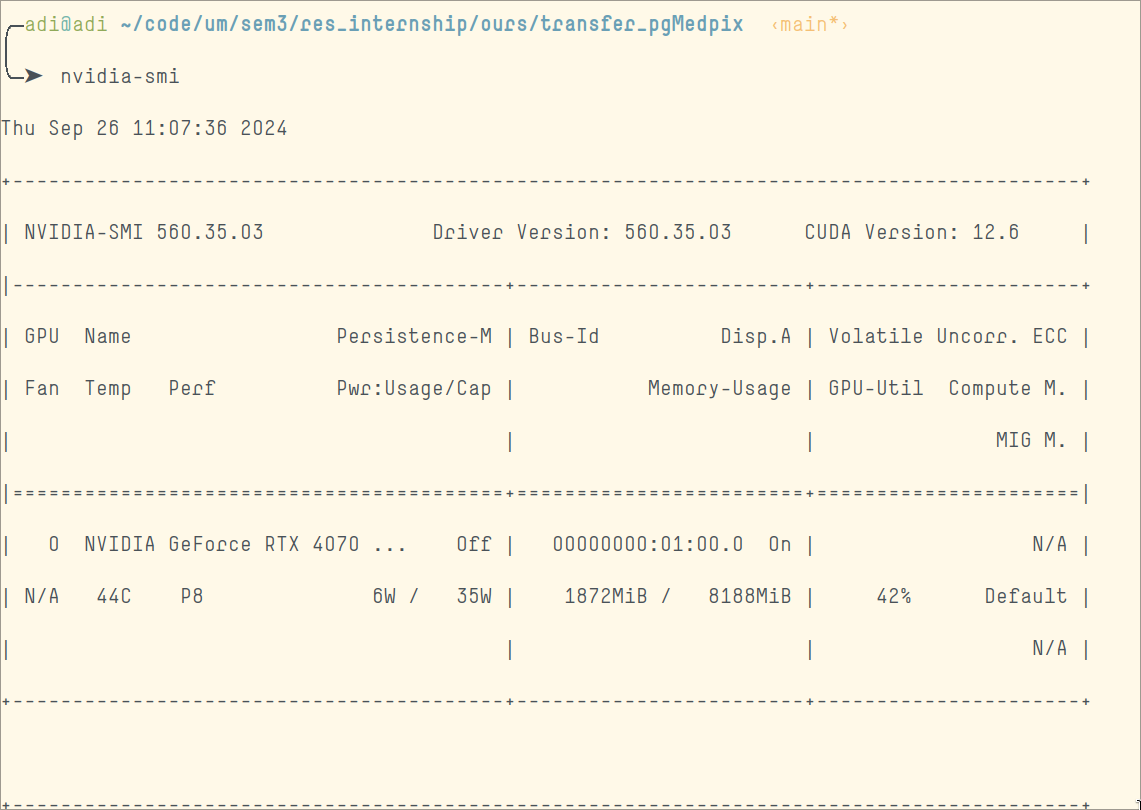 ╭─adi@adi ~/code/um/sem3/res_internship/ours/transfer_pgMedpix  ‹main*›
╰─➤  nvidia-smi
Thu Sep 26 11:07:36 2024
+-----------------------------------------------------------------------------------------+
| NVIDIA-SMI 560.35.03              Driver Version: 560.35.03      CUDA Version: 12.6     |
|-----------------------------------------+------------------------+----------------------+
| GPU  Name                 Persistence-M | Bus-Id          Disp.A | Volatile Uncorr. ECC |
| Fan  Temp   Perf          Pwr:Usage/Cap |           Memory-Usage | GPU-Util  Compute M. |
|                                         |                        |               MIG M. |
|=========================================+========================+======================|
|   0  NVIDIA GeForce RTX 4070 ...    Off |   00000000:01:00.0  On |                  N/A |
| N/A   44C    P8              6W /   35W |    1872MiB /   8188MiB |     42%      Default |
|                                         |                        |                  N/A |
+-----------------------------------------+------------------------+----------------------+
+-----------------------------------------------------------------------------------------+